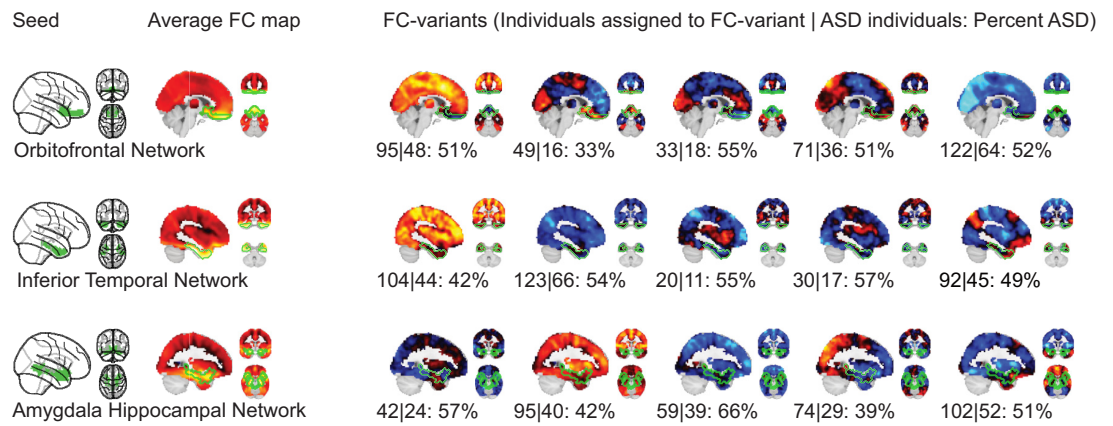 Seed Average FC map FC-variants (Individuals assigned to FC-variant | ASD individuals: Percent ASD)
Orbitofrontal Network 95|48: 51% 49|16: 33% 33|18: 55% 71|36: 51% 122|64: 52%
Inferior Temporal Network 104|44: 42% 123|66: 54% 20|11: 55% 30|17: 57% 92|45: 49%
Amygdala Hippocampal Network 42|24: 57% 95|40: 42% 59|39: 66% 74|29: 39% 102|52: 51%